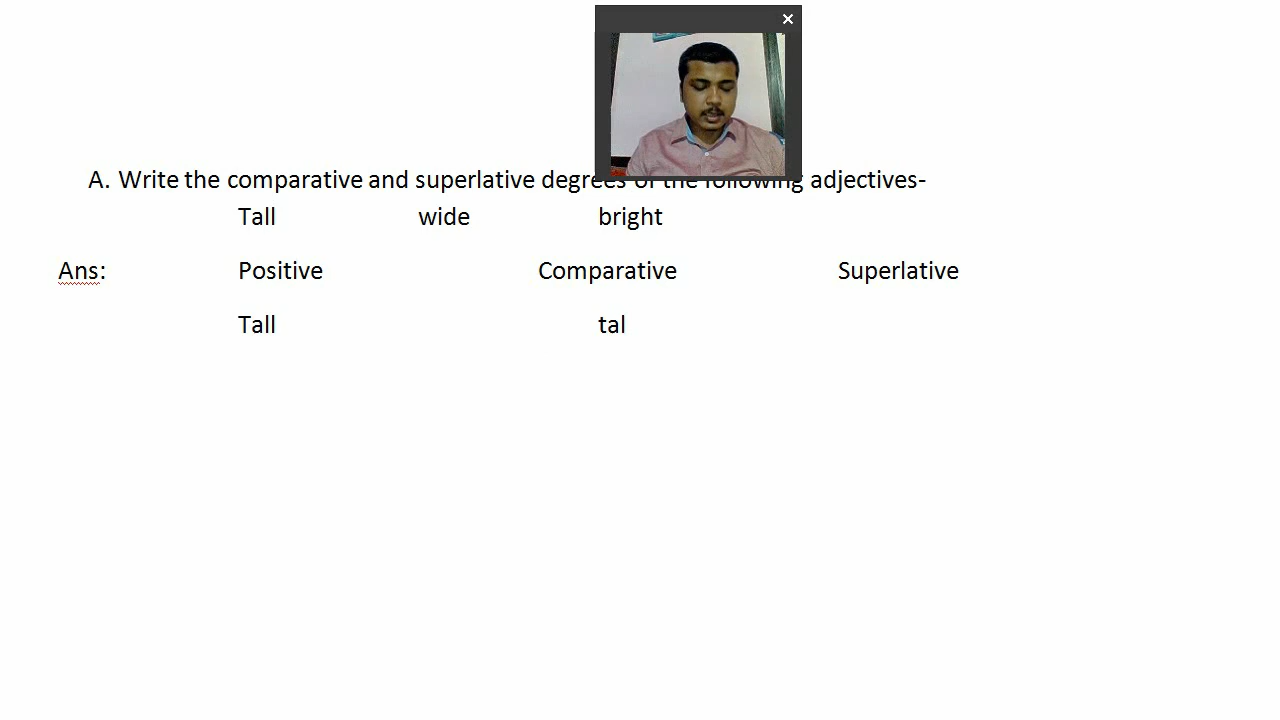 A. Write the comparative and superlative degrees of the following adjectives-
Tall wide bright
Ans: Positive Comparative Superlative
Tall tal